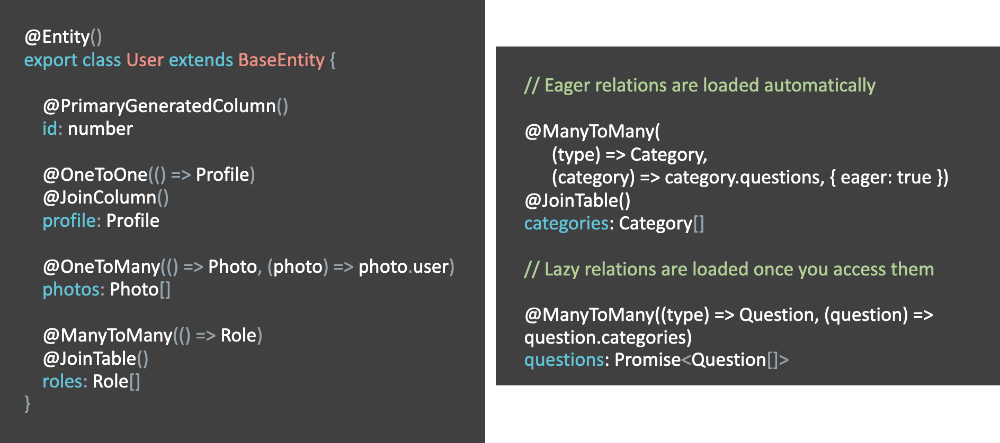 @Entity()
export class User extends BaseEntity {
@PrimaryGeneratedColumn()
id: number
@OneToOne(() => Profile)
@JoinColumn()
profile: Profile
@OneToMany(() => Photo, (photo) => photo.user)
photos: Photo[]
@ManyToMany(() => Role)
@JoinTable()
roles: Role[]
}
// Eager relations are loaded automatically
@ManyToMany(
(type) => Category,
(category) => category.questions, { eager: true })
@JoinTable()
categories: Category[]
// Lazy relations are loaded once you access them
@ManyToMany((type) => Question, (question) =>
question.categories)
questions: Promise<Question[]>